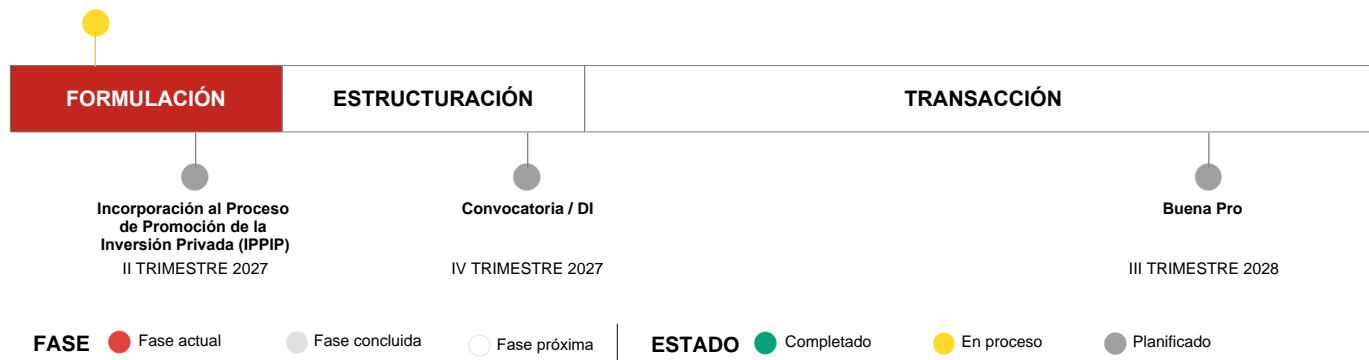 FORMULACIÓN
ESTRUCTURACIÓN
TRANSACCIÓN
Incorporación al Proceso
de Promoción de la
Inversión Privada (IPPIP)
II TRIMESTRE 2027
Convocatoria / DI
IV TRIMESTRE 2027
Buena Pro
III TRIMESTRE 2028
FASE
Fase actual
Fase concluida
Fase próxima
ESTADO
Completado
En proceso
Planificado